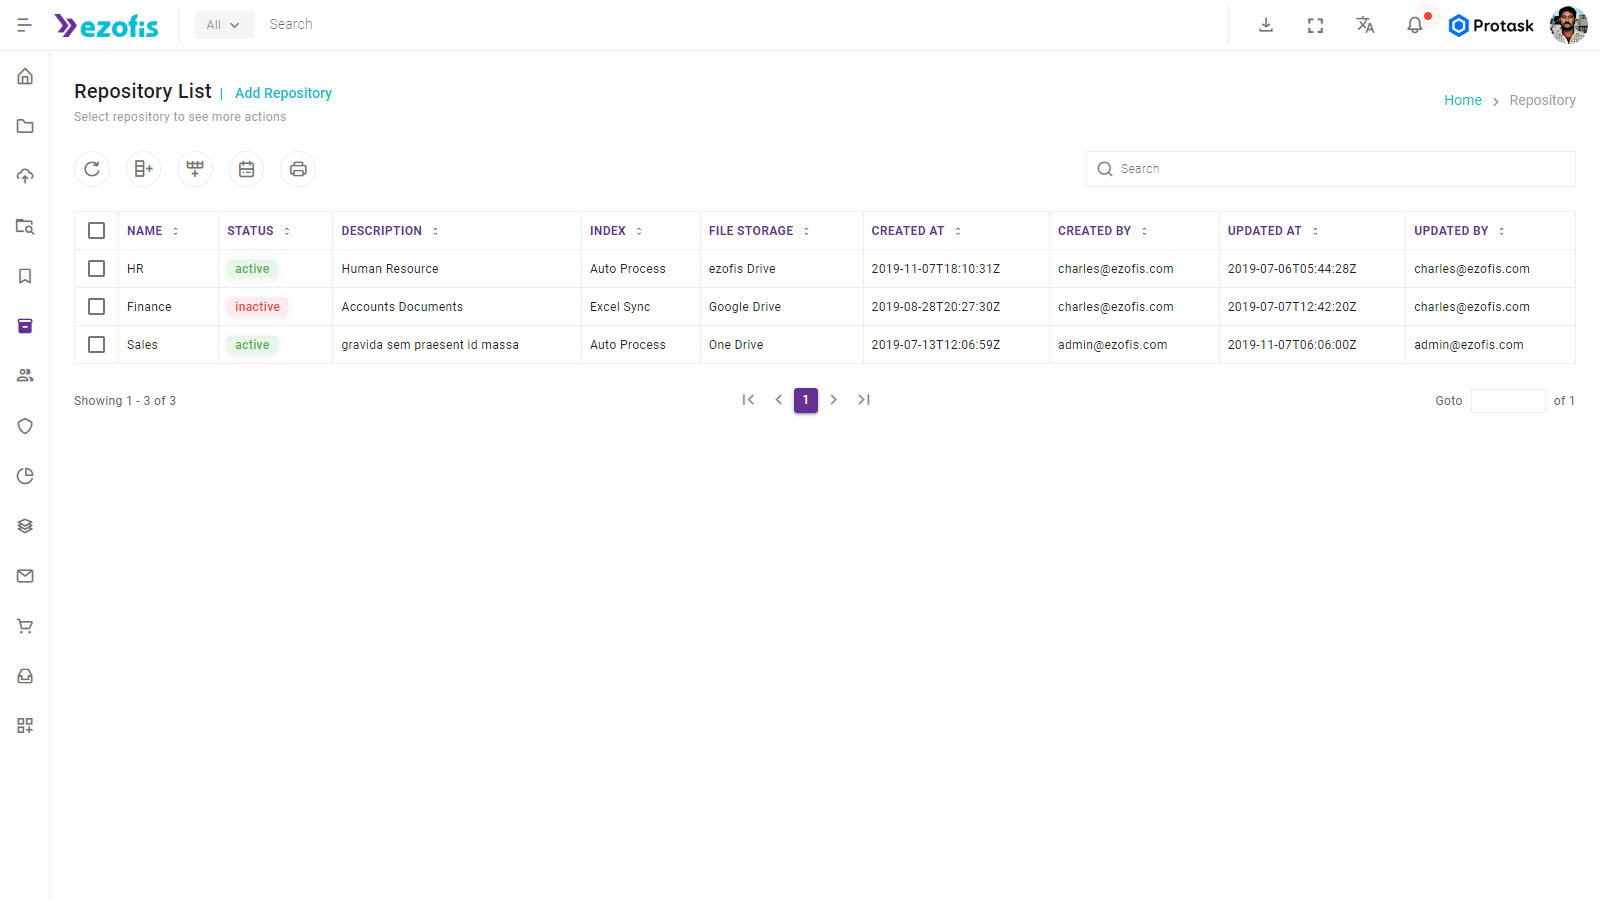 ezofis All Search Protask
Repository List | Add Repository
Home Repository
Select repository to see more actions
Search
NAME STATUS DESCRIPTION INDEX FILE STORAGE CREATED AT CREATED BY UPDATED AT UPDATED BY
HR active Human Resource Auto Process ezofis Drive 2019-11-07T18:10:31Z charles@ezofis.com 2019-07-06T05:44:28Z charles@ezofis.com
Finance inactive Accounts Documents Excel Sync Google Drive 2019-08-28T20:27:30Z charles@ezofis.com 2019-07-07T12:42:20Z charles@ezofis.com
Sales active gravida sem praesent id massa Auto Process One Drive 2019-07-13T12:06:59Z admin@ezofis.com 2019-11-07T06:06:00Z admin@ezofis.com
Showing 1 - 3 of 3 1 Goto of 1